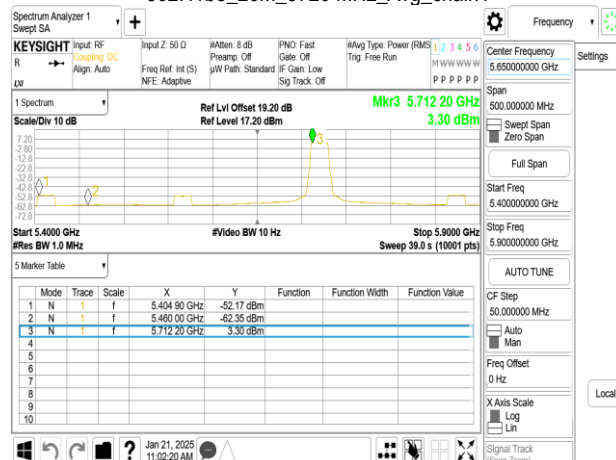 Spectrum Analyzer 1
Swept SA
Frequency
KEYSIGHT
R
Input: RF
Coupling: DC
Align: Auto
Input Z: 50 Ω
Freq Ref: Int (S)
NFE: Adaptive
#Atten: 8 dB
Preamp: Off
µW Path: Standard
PNO: Fast
Gate: Off
IF Gain: Low
Sig Track: Off
#Avg Type: Power (RMS
Trig: Free Run
1 2 3 4 5 6
M W W W W W
P P P P P P
Center Frequency
5.650000000 GHz
Settings
Span
500.000000 MHz
Swept Span
Zero Span
Full Span
Start Freq
5.400000000 GHz
Stop Freq
5.900000000 GHz
AUTO TUNE
CF Step
50.000000 MHz
Auto
Man
Freq Offset
0 Hz
X Axis Scale
Log
Lin
Local
Signal Track
1 Spectrum
Scale/Div 10 dB
Ref Lvl Offset 19.20 dB
Ref Level 17.20 dBm
Mkr3 5.712 20 GHz
3.30 dBm
7.20
-2.80
-12.8
-22.8
-32.8
-42.8
-52.8
-62.8
-72.8
1
2
3
Start 5.4000 GHz
#Video BW 10 Hz
Stop 5.9000 GHz
#Res BW 1.0 MHz
Sweep 39.0 s (10001 pts)
5 Marker Table
Mode Trace Scale X Y Function Function Width Function Value
1 N 1 f 5.404 90 GHz -52.17 dBm
2 N 1 f 5.460 00 GHz -62.35 dBm
3 N 1 f 5.712 20 GHz 3.30 dBm
4
5
6
7
8
9
10
Jan 21, 2025
11:02:20 AM